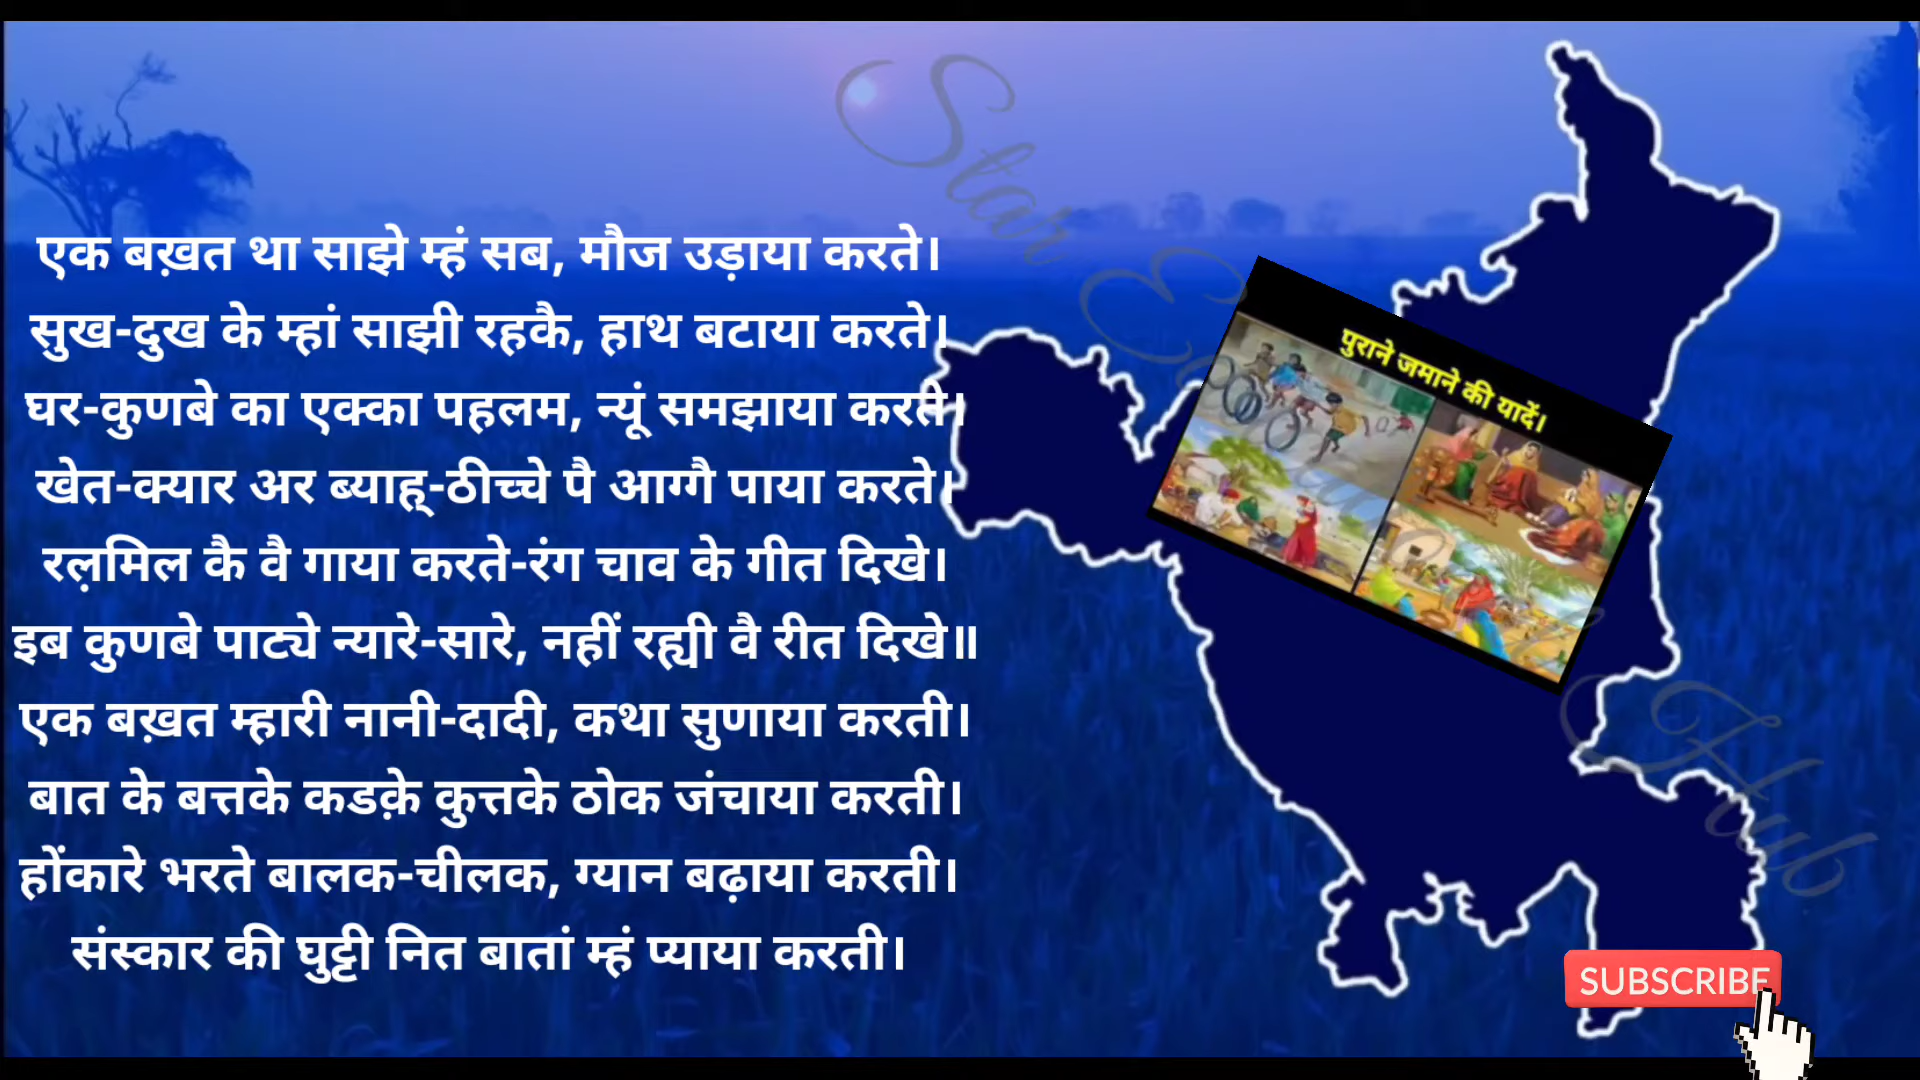 एक बख़त था साझे म्हं सब, मौज उड़ाया करते।
सुख-दुख के म्हां साझी रहकै, हाथ बटाया करते।
घर-कुणबे का एक्का पहलम, न्यूं समझाया करते।
खेत-क्यार अर ब्याह्-ठीच्चे पै आग्गै पाया करते।
रल़मिल कै वै गाया करते-रंग चाव के गीत दिखे।
इब कुणबे पाट्ये न्यारे-सारे, नहीं रह्यी वै रीत दिखे॥
एक बख़त म्हारी नानी-दादी, कथा सुणाया करती।
बात के बत्तके कडक़े कुत्तके ठोक जंचाया करती।
होंकारे भरते बालक-चीलक, ग्यान बढ़ाया करती।
संस्कार की घुट्टी नित बातां म्हं प्याया करती।
पुराने जमाने की यादें।
Star
Hub
SUBSCRIBE